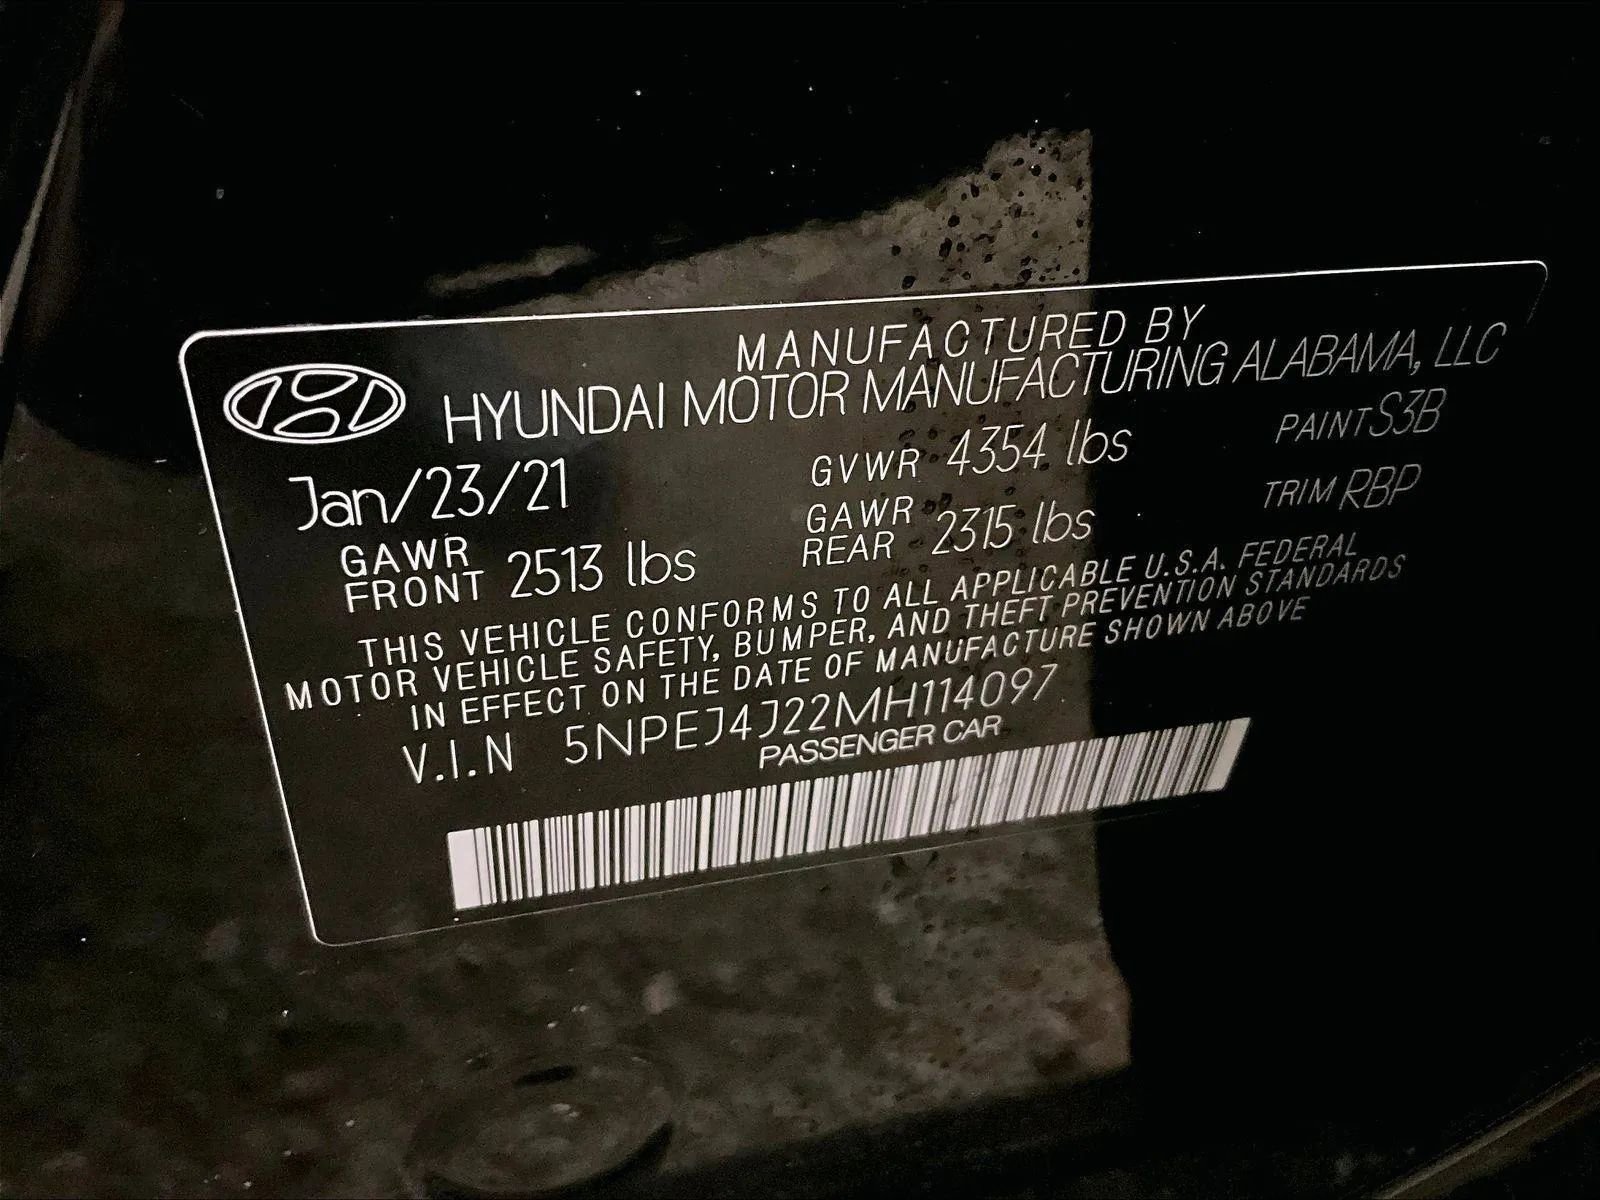 MANUFACTURED BY
HYUNDAI MOTOR MANUFACTURING ALABAMA, LLC
Jan/23/21 GVWR 4354 lbs PAINT S3B
GAWR FRONT 2513 lbs GAWR REAR 2315 lbs TRIM RBP
THIS VEHICLE CONFORMS TO ALL APPLICABLE U.S.A. FEDERAL
MOTOR VEHICLE SAFETY, BUMPER, AND THEFT PREVENTION STANDARDS
IN EFFECT ON THE DATE OF MANUFACTURE SHOWN ABOVE
V.I.N 5NPEJ4J22MH114097
PASSENGER CAR